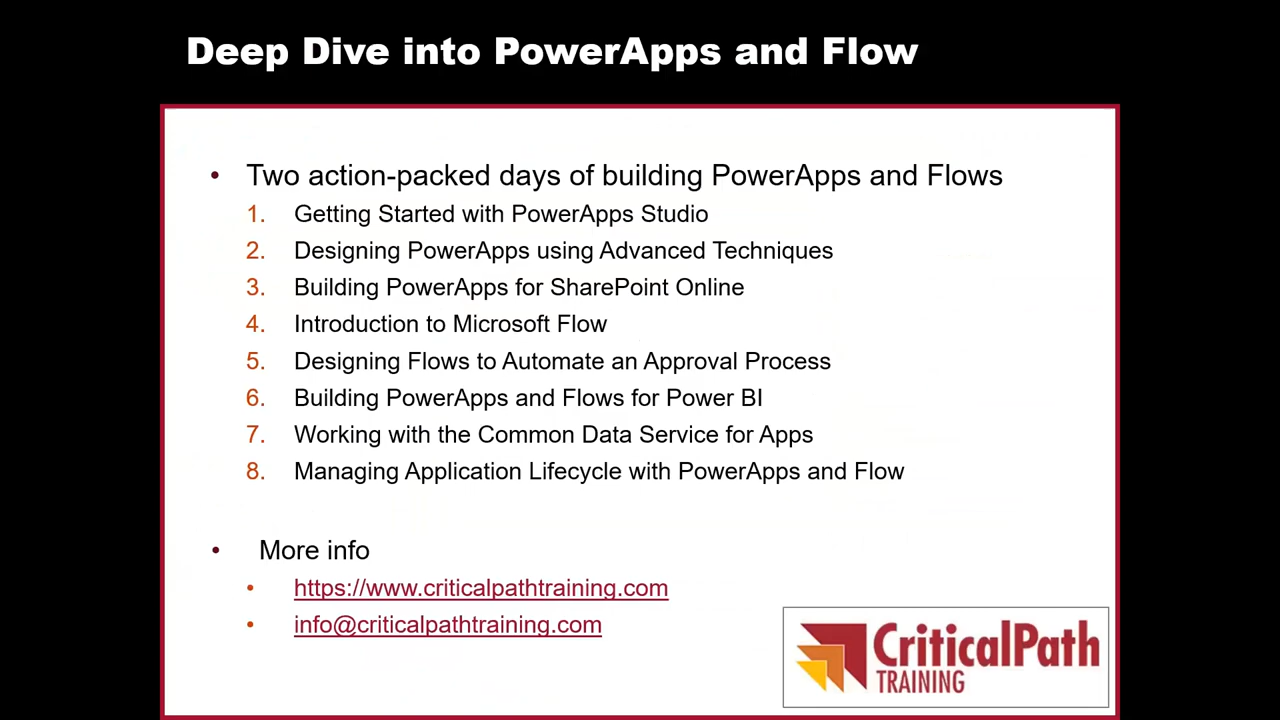 Deep Dive into PowerApps and Flow
• Two action-packed days of building PowerApps and Flows
1. Getting Started with PowerApps Studio
2. Designing PowerApps using Advanced Techniques
3. Building PowerApps for SharePoint Online
4. Introduction to Microsoft Flow
5. Designing Flows to Automate an Approval Process
6. Building PowerApps and Flows for Power BI
7. Working with the Common Data Service for Apps
8. Managing Application Lifecycle with PowerApps and Flow
• More info
• https://www.criticalpathtraining.com
• info@criticalpathtraining.com
CriticalPath
TRAINING